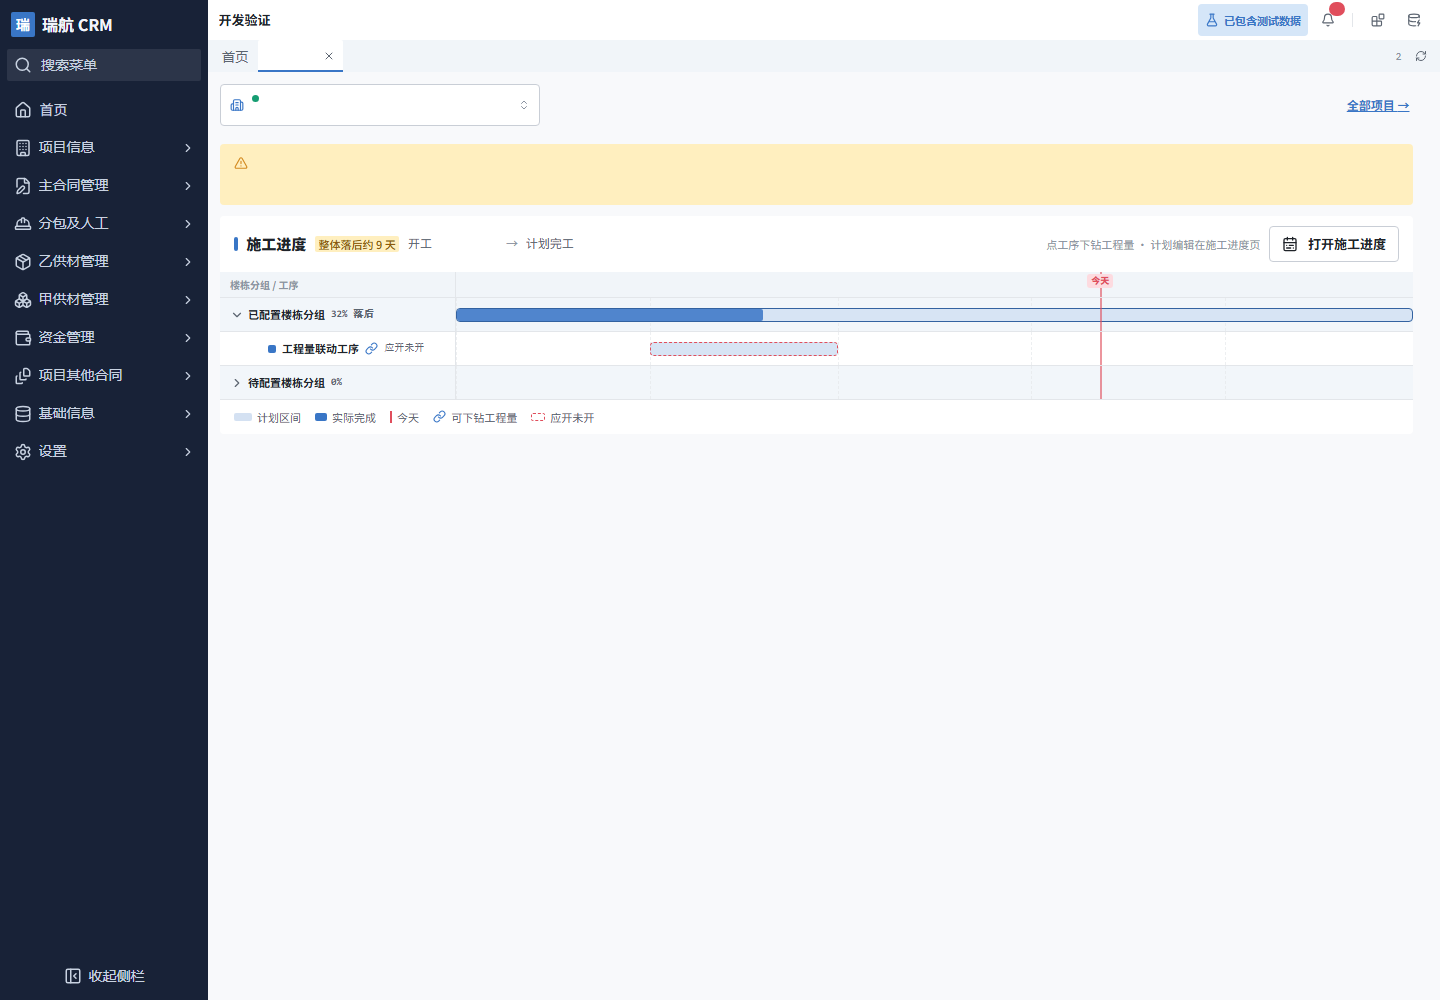 瑞 瑞航 CRM
搜索菜单
首页
项目信息
主合同管理
分包及人工
乙供材管理
甲供材管理
资金管理
项目其他合同
基础信息
设置
收起侧栏
开发验证
已包含测试数据
首页
2
全部项目 →
施工进度 整体落后约 9 天 开工 → 计划完工
点工序下钻工程量 · 计划编辑在施工进度页 打开施工进度
楼栋分组 / 工序
今天
已配置楼栋分组 32% 落后
工程量联动工序 应开未开
待配置楼栋分组 0%
计划区间 实际完成 今天 可下钻工程量 应开未开